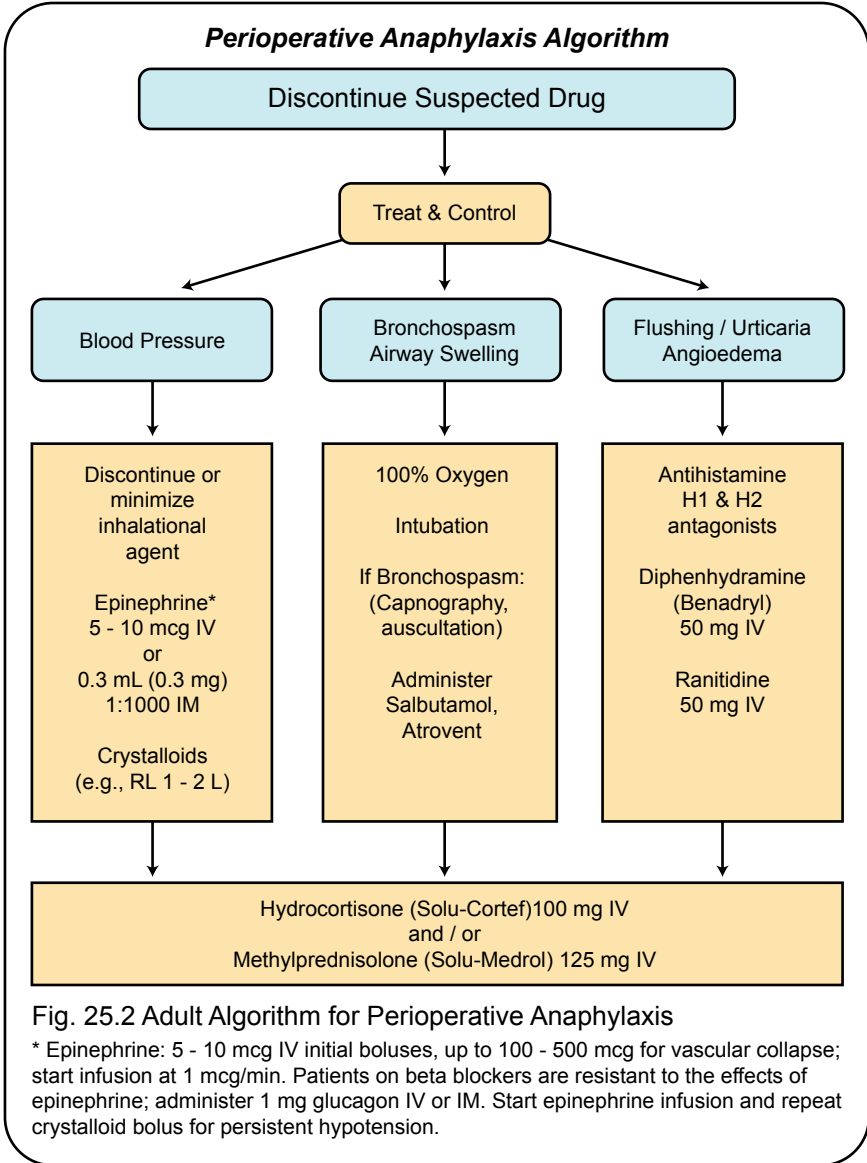 Perioperative Anaphylaxis Algorithm
Discontinue Suspected Drug
Treat & Control
Blood Pressure
Bronchospasm
Airway Swelling
Flushing / Urticaria
Angioedema
Discontinue or
minimize
inhalational
agent
Epinephrine*
5 - 10 mcg IV
or
0.3 mL (0.3 mg)
1:1000 IM
Crystalloids
(e.g., RL 1 - 2 L)
100% Oxygen
Intubation
If Bronchospasm:
(Capnography,
auscultation)
Administer
Salbutamol,
Atrovent
Antihistamine
H1 & H2
antagonists
Diphenhydramine
(Benadryl)
50 mg IV
Ranitidine
50 mg IV
Hydrocortisone (Solu-Cortef)100 mg IV
and / or
Methylprednisolone (Solu-Medrol) 125 mg IV
Fig. 25.2 Adult Algorithm for Perioperative Anaphylaxis
* Epinephrine: 5 - 10 mcg IV initial boluses, up to 100 - 500 mcg for vascular collapse;
start infusion at 1 mcg/min. Patients on beta blockers are resistant to the effects of
epinephrine; administer 1 mg glucagon IV or IM. Start epinephrine infusion and repeat
crystalloid bolus for persistent hypotension.